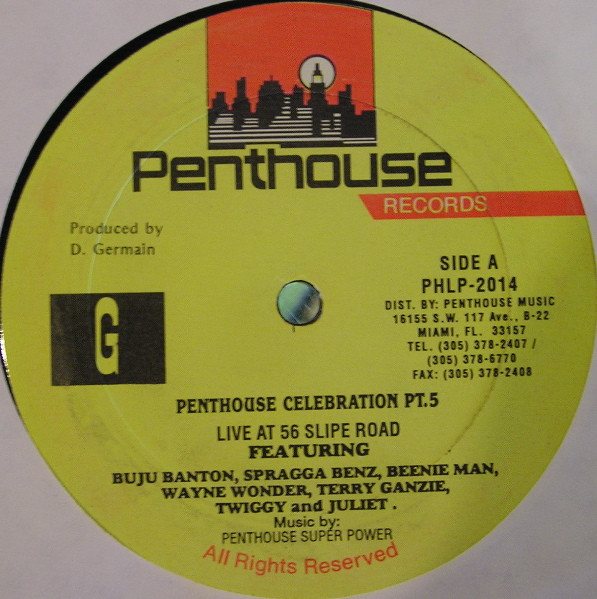 Penthouse
RECORDS
Produced by
D. Germain
G
SIDE A
PHLP-2014
DIST. BY: PENTHOUSE MUSIC
16155 S.W. 117 Ave., B-22
MIAMI, FL. 33157
TEL. (305) 378-2407 /
(305) 378-6770
FAX: (305) 378-2408
PENTHOUSE CELEBRATION PT.5
LIVE AT 56 SLIPE ROAD
FEATURING
BUJU BANTON, SPRAGGA BENZ, BEENIE MAN,
WAYNE WONDER, TERRY GANZIE,
TWIGGY and JULIET .
Music by:
PENTHOUSE SUPER POWER
All Rights Reserved